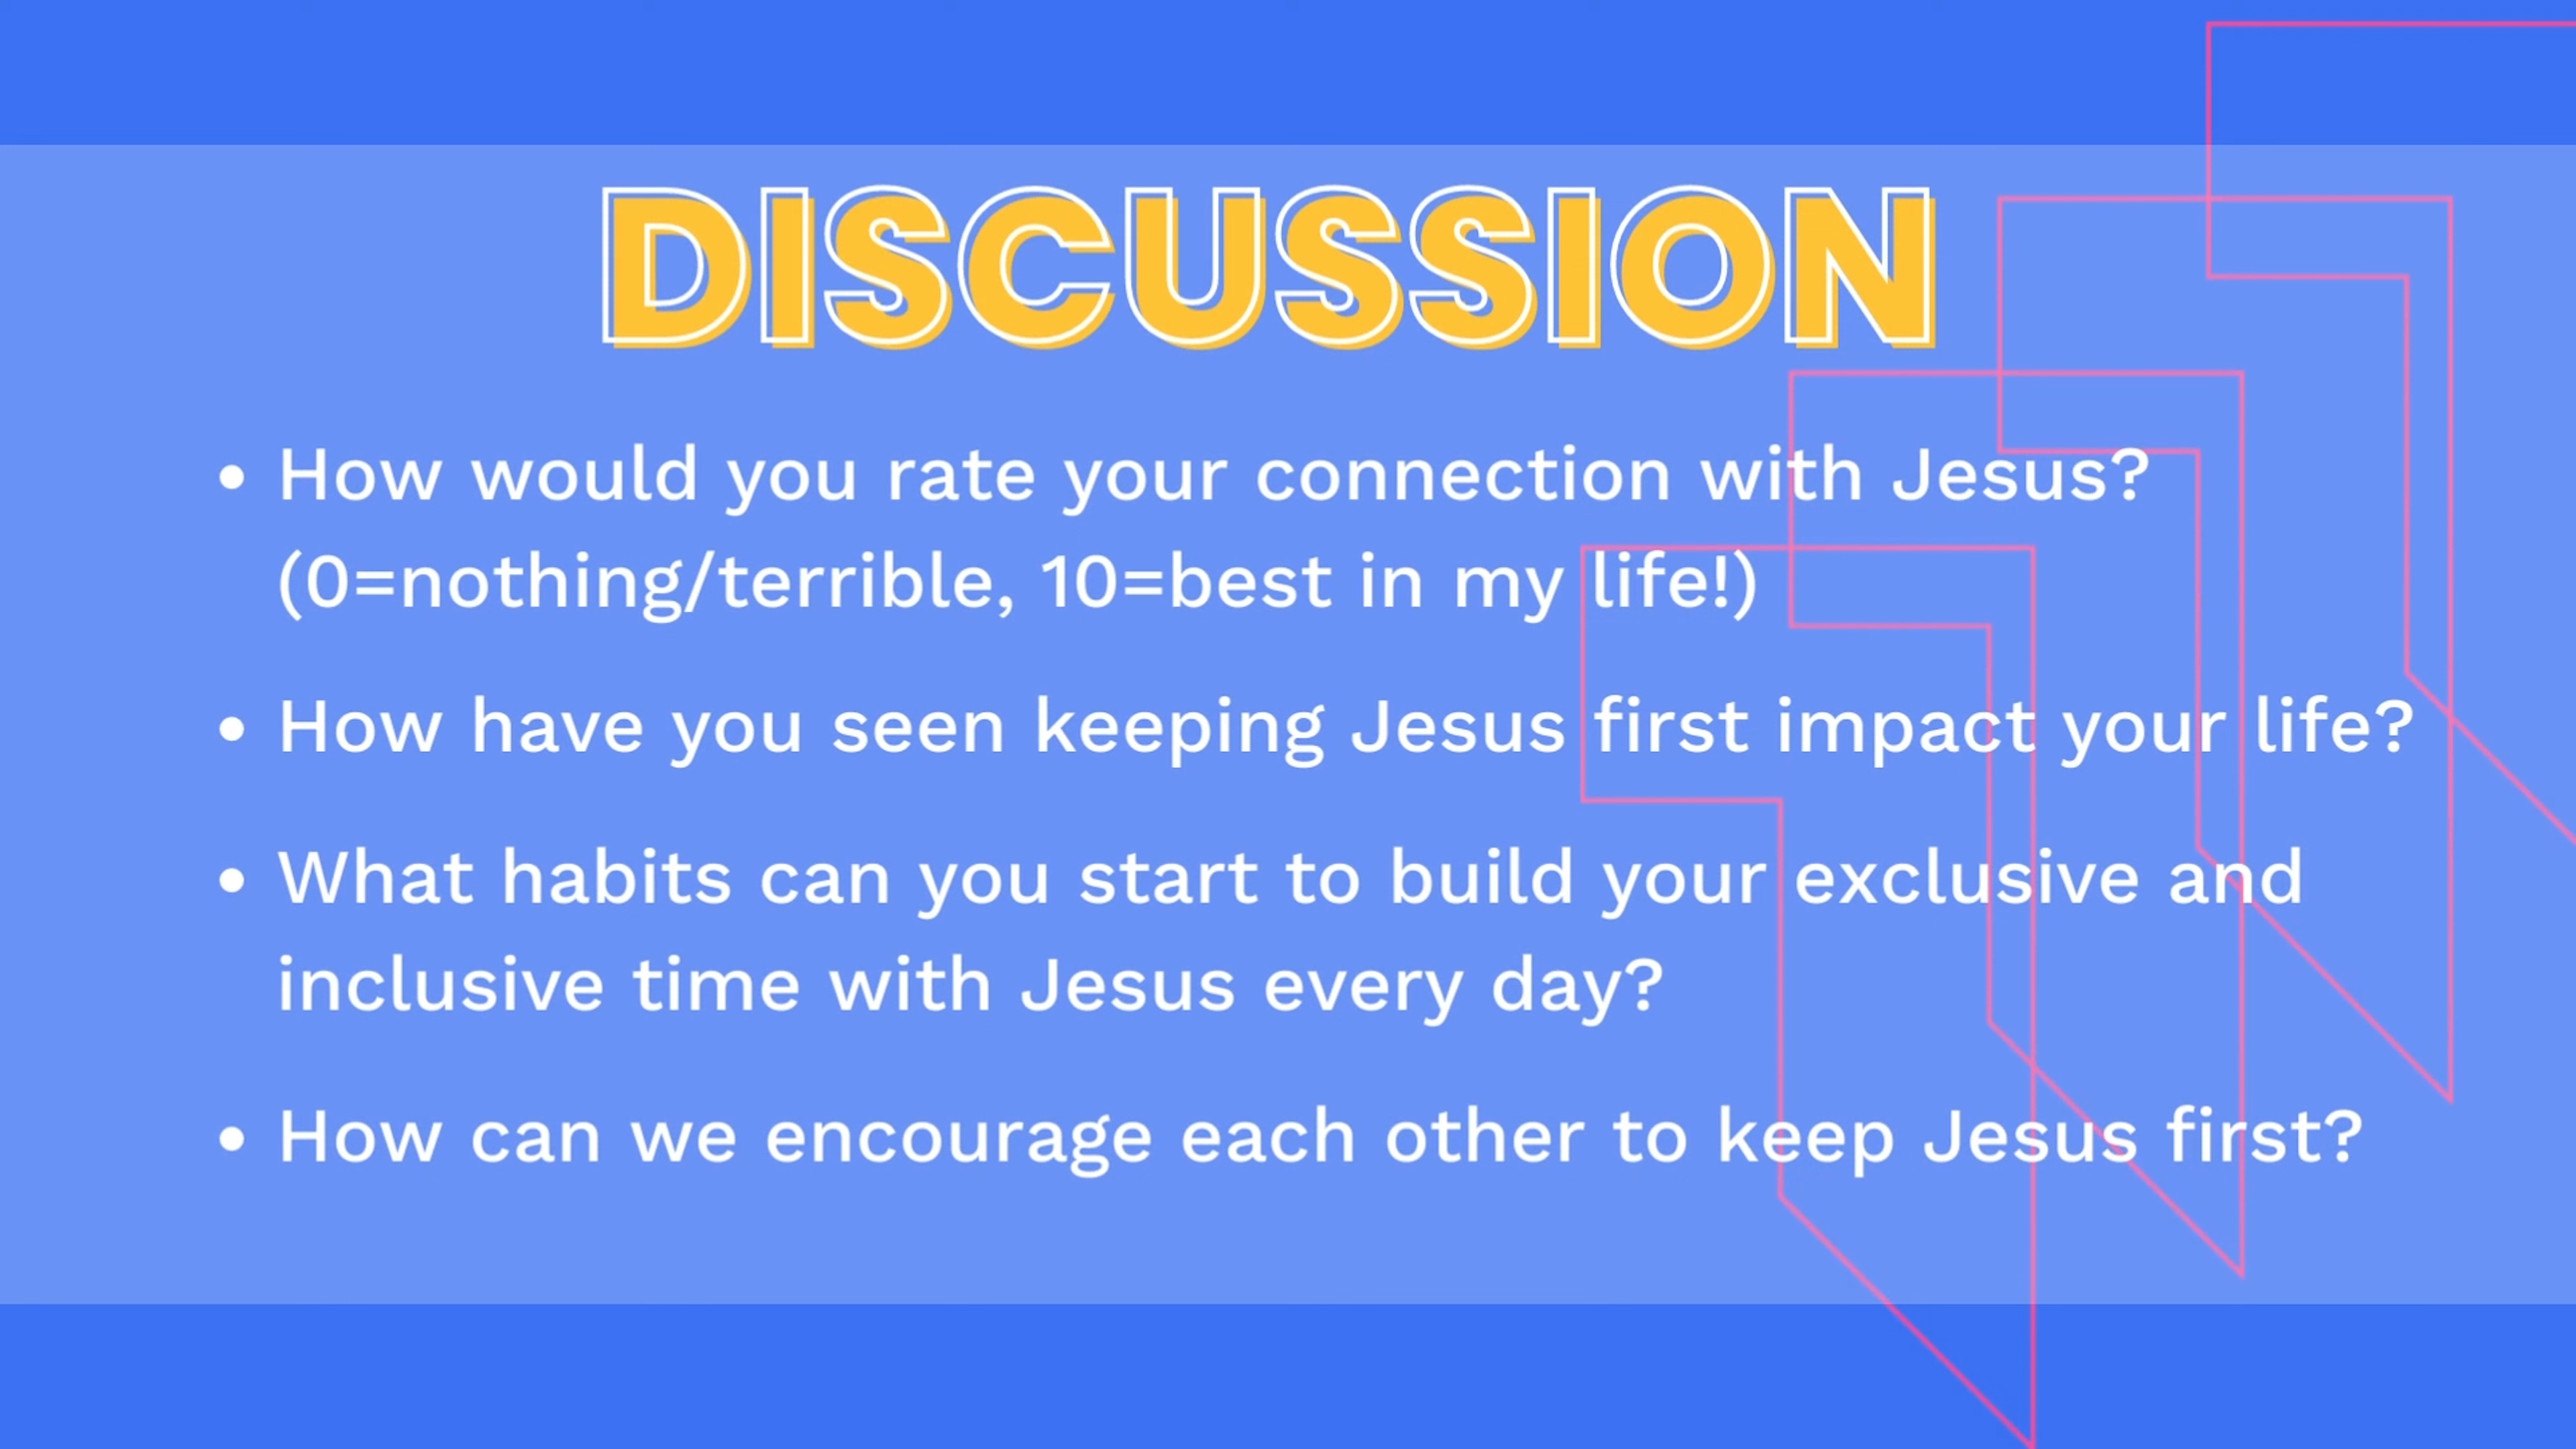 DISCUSSION
• How would you rate your connection with Jesus?
(0=nothing/terrible, 10=best in my life!)
• How have you seen keeping Jesus first impact your life?
• What habits can you start to build your exclusive and
inclusive time with Jesus every day?
• How can we encourage each other to keep Jesus first?